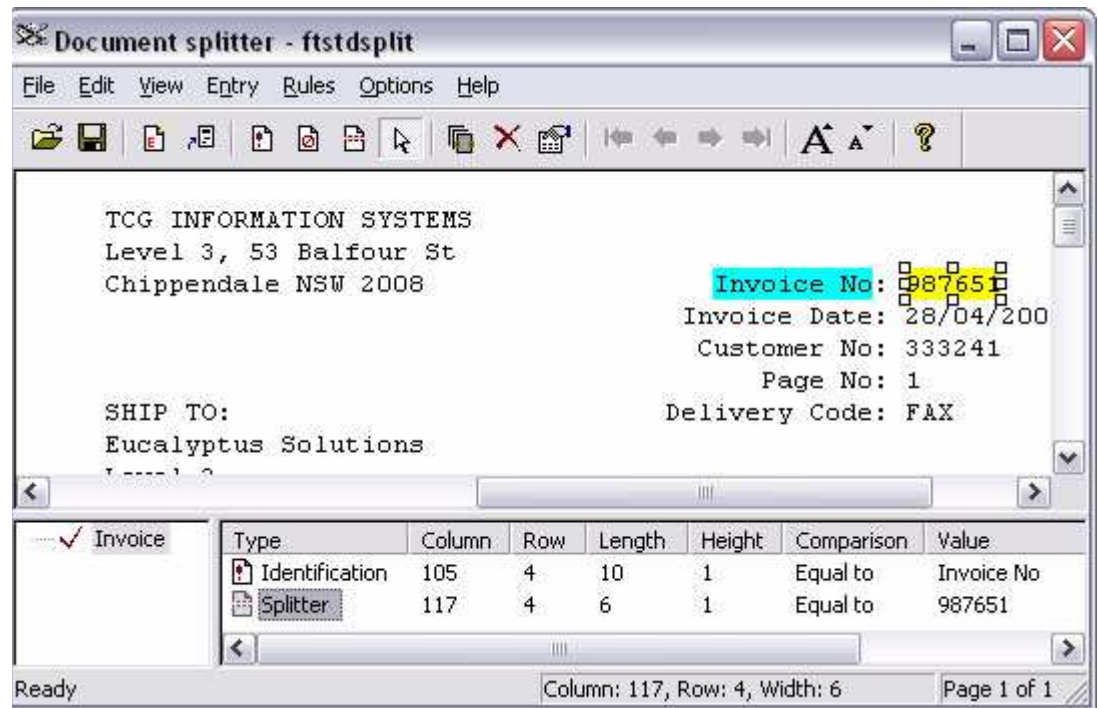 Document splitter - ftstdsplit
File Edit View Entry Rules Options Help
TCG INFORMATION SYSTEMS
Level 3, 53 Balfour St
Chippendale NSW 2008 Invoice No: 987651
Invoice Date: 28/04/200
Customer No: 333241
Page No: 1
SHIP TO: Delivery Code: FAX
Eucalyptus Solutions
Invoice
Type Column Row Length Height Comparison Value
Identification 105 4 10 1 Equal to Invoice No
Splitter 117 4 6 1 Equal to 987651
Ready Column: 117, Row: 4, Width: 6 Page 1 of 1